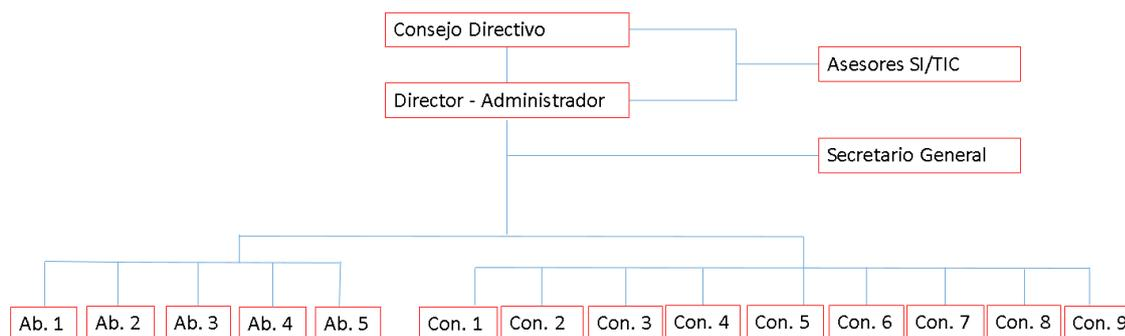 Consejo Directivo
Asesores SI/TIC
Director - Administrador
Secretario General
Ab. 1
Ab. 2
Ab. 3
Ab. 4
Ab. 5
Con. 1
Con. 2
Con. 3
Con. 4
Con. 5
Con. 6
Con. 7
Con. 8
Con. 9